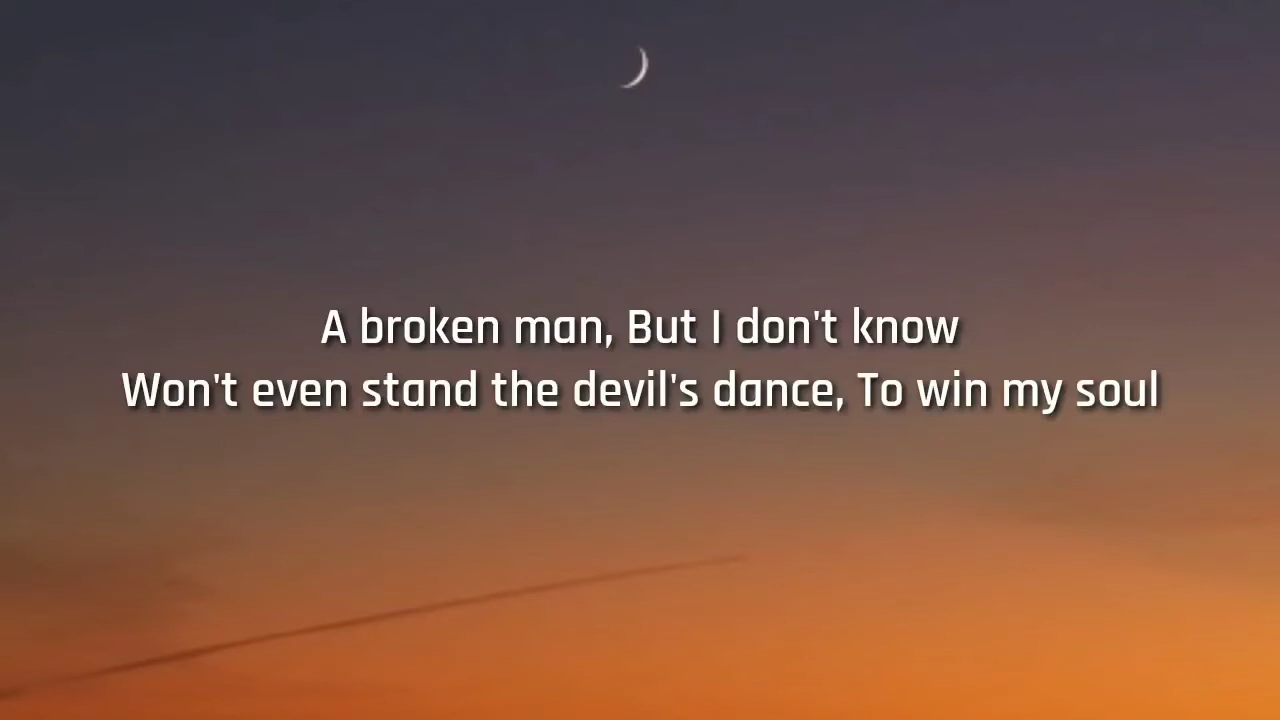 A broken man, But I don't know
Won't even stand the devil's dance, To win my soul